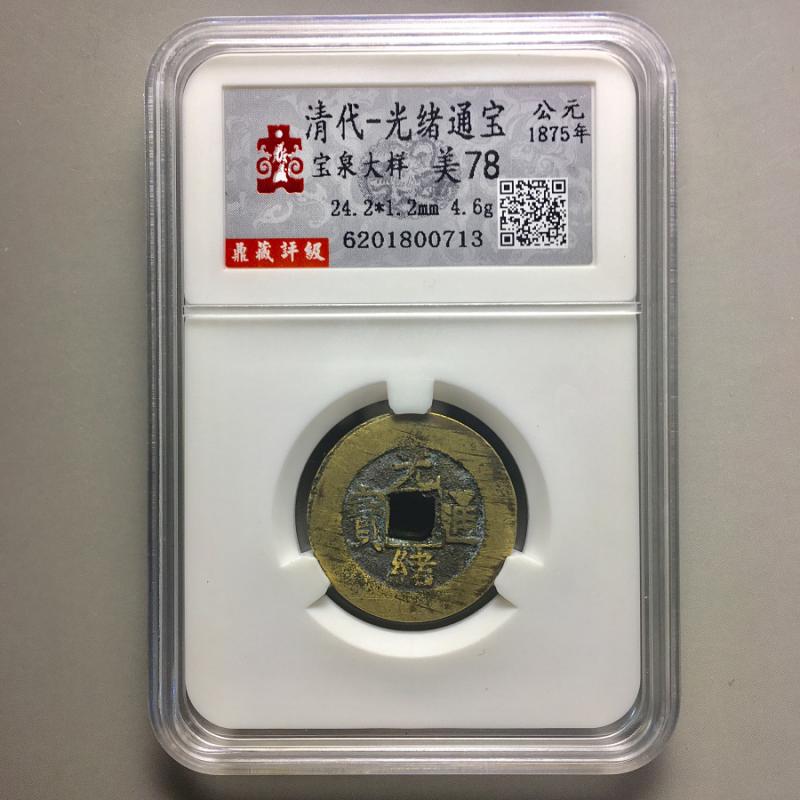 清代-光绪通宝
公元
1875年
宝泉大样 美78
24.2*1.2mm 4.6g
6201800713
鼎藏評級
光
寶 通
緒